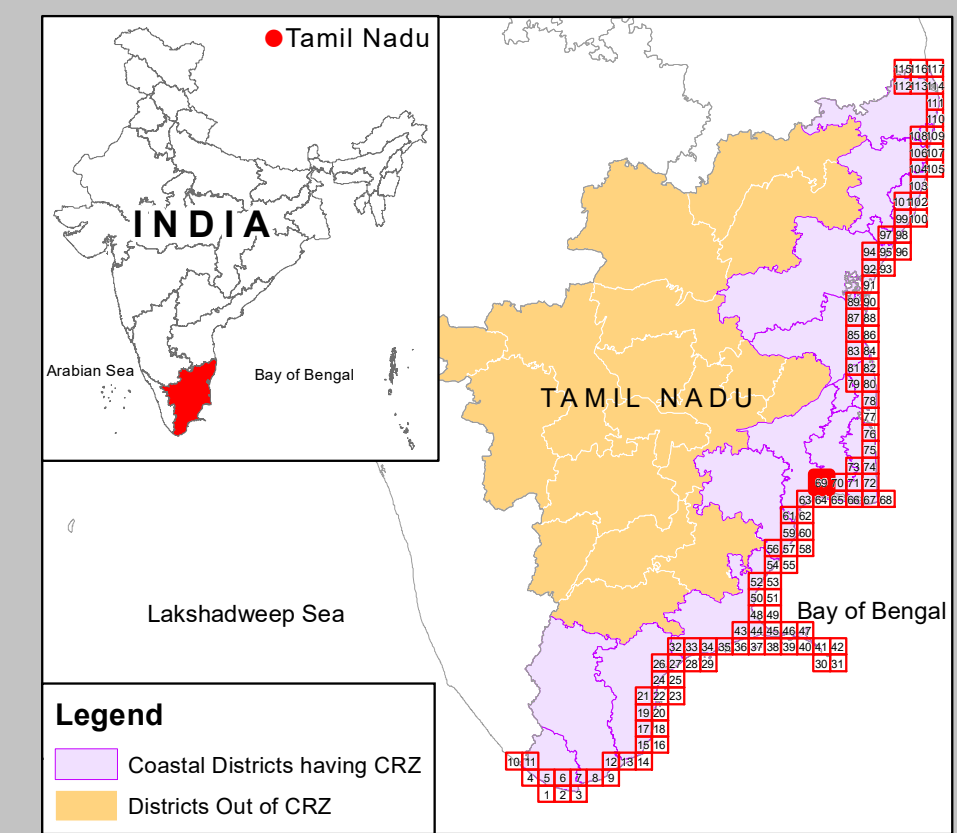 Tamil Nadu
INDIA
Arabian Sea
Bay of Bengal
TAMIL NADU
Lakshadweep Sea
Bay of Bengal
115 116 117
112 113 114
111
110
108 109
106 107
104 105
103
101 102
99 100
97 98
94 95 96
92 93
91
89 90
87 88
85 86
83 84
81 82
79 80
78
77
76
75
73 74
69 70 71 72
63 64 65 66 67 68
61 62
59 60
56 57 58
54 55
52 53
50 51
48 49
43 44 45 46 47
32 33 34 35 36 37 38 39 40 41 42
26 27 28 29 30 31
24 25
21 22 23
19 20
17 18
15 16
10 11 12 13 14
4 5 6 7 8 9
1 2 3
Legend
Coastal Districts having CRZ
Districts Out of CRZ